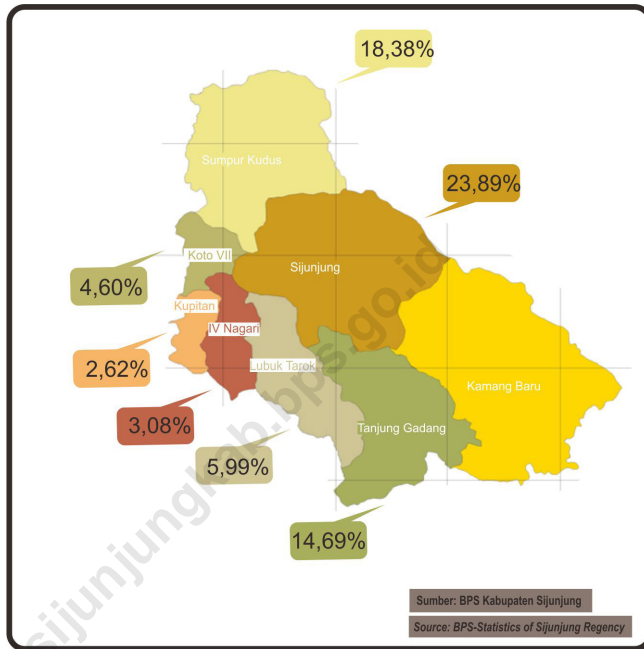 18,38%
Sumpur Kudus
23,89%
Koto VII
Sijunjung
4,60%
Kupitan
IV Nagari
2,62%
Lubuk Tarok
Kamang Baru
3,08%
Tanjung Gadang
5,99%
14,69%
sijunjungkab.bps.go.id
Sumber: BPS Kabupaten Sijunjung
Source: BPS-Statistics of Sijunjung Regency